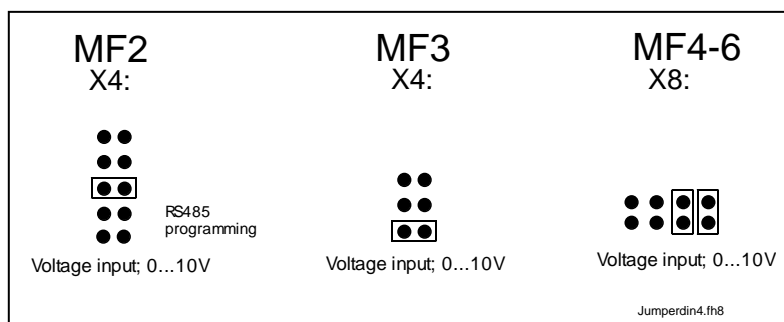 MF2
X4:
RS485
programming
Voltage input; 0...10V
MF3
X4:
Voltage input; 0...10V
MF4-6
X8:
Voltage input; 0...10V
Jumperdin4.fh8